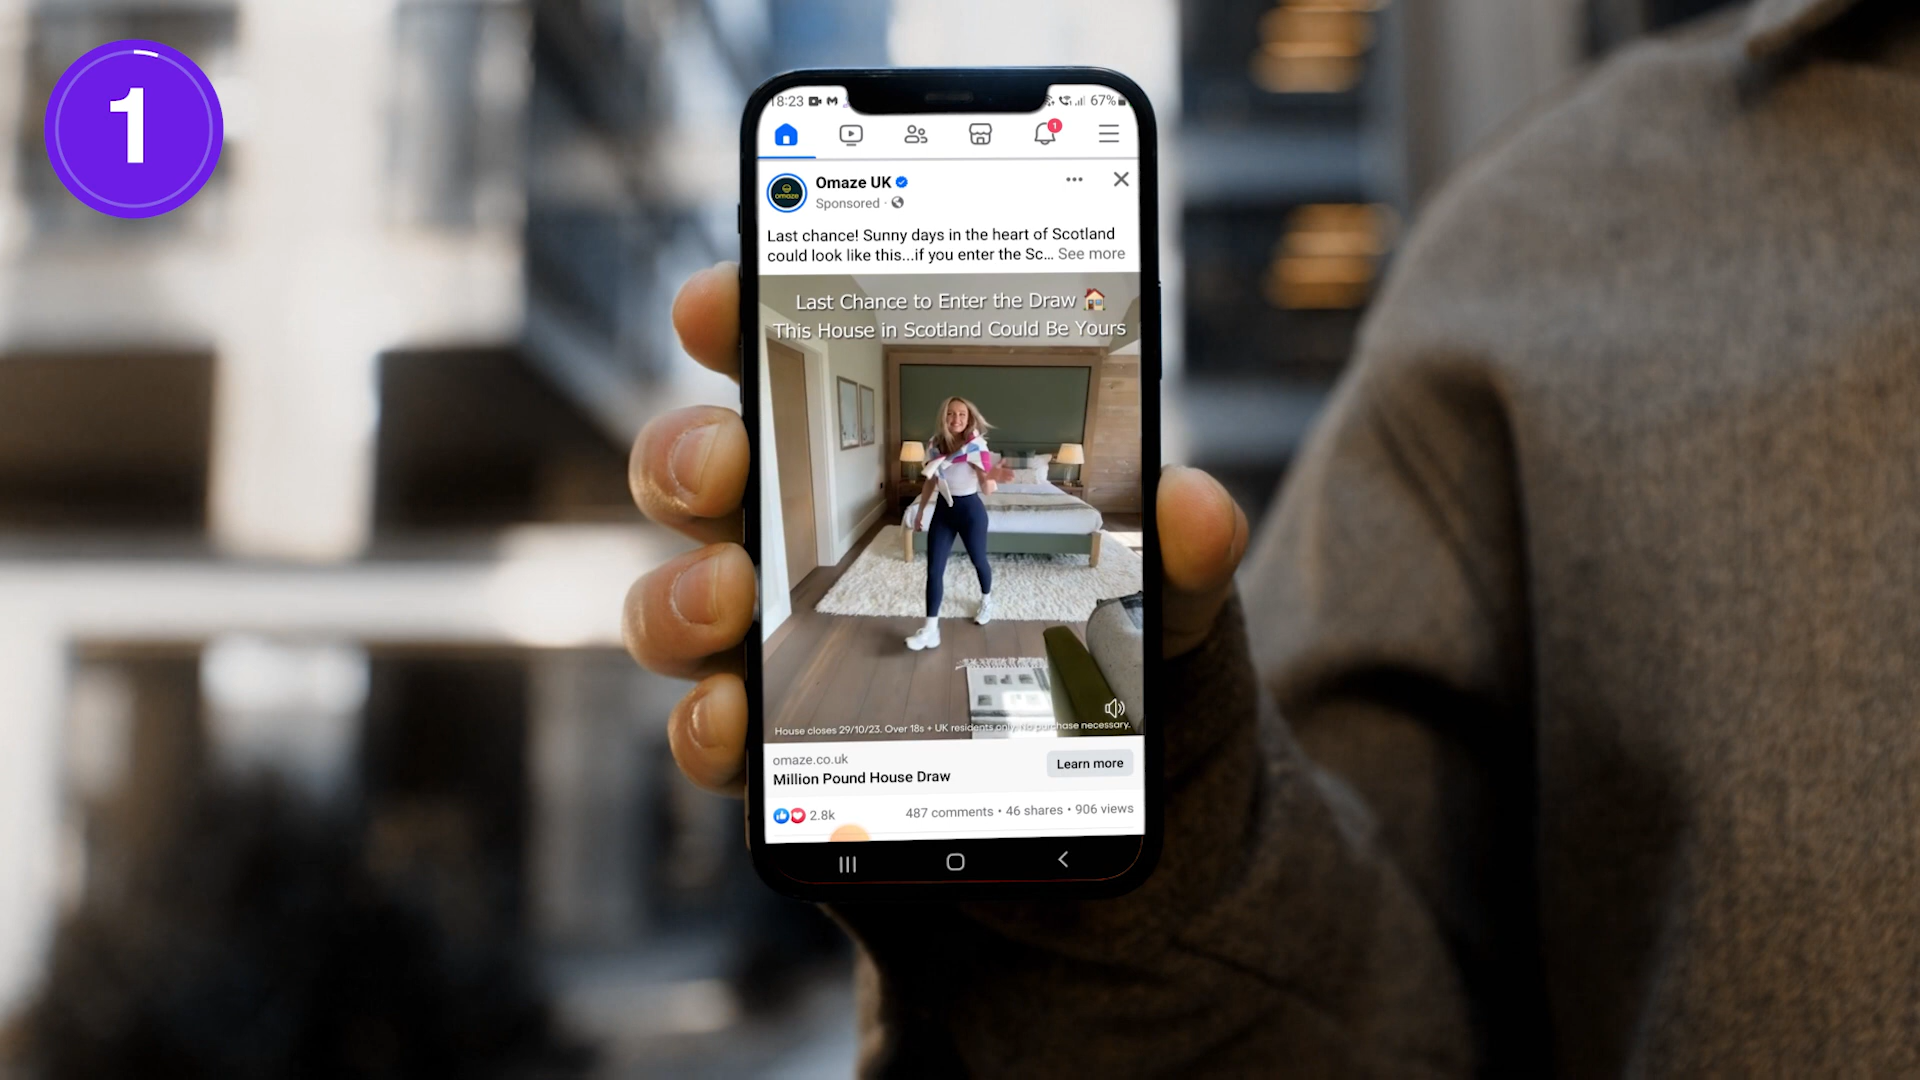 1
18:23
67%
1
Omaze UK
Sponsored ·
omaze
Last chance! Sunny days in the heart of Scotland
could look like this...if you enter the Sc... See more
Last Chance to Enter the Draw 🏠
This House in Scotland Could Be Yours
House closes 29/10/23. Over 18s + UK residents only. No purchase necessary.
omaze.co.uk
Million Pound House Draw
Learn more
2.8k
487 comments • 46 shares • 906 views